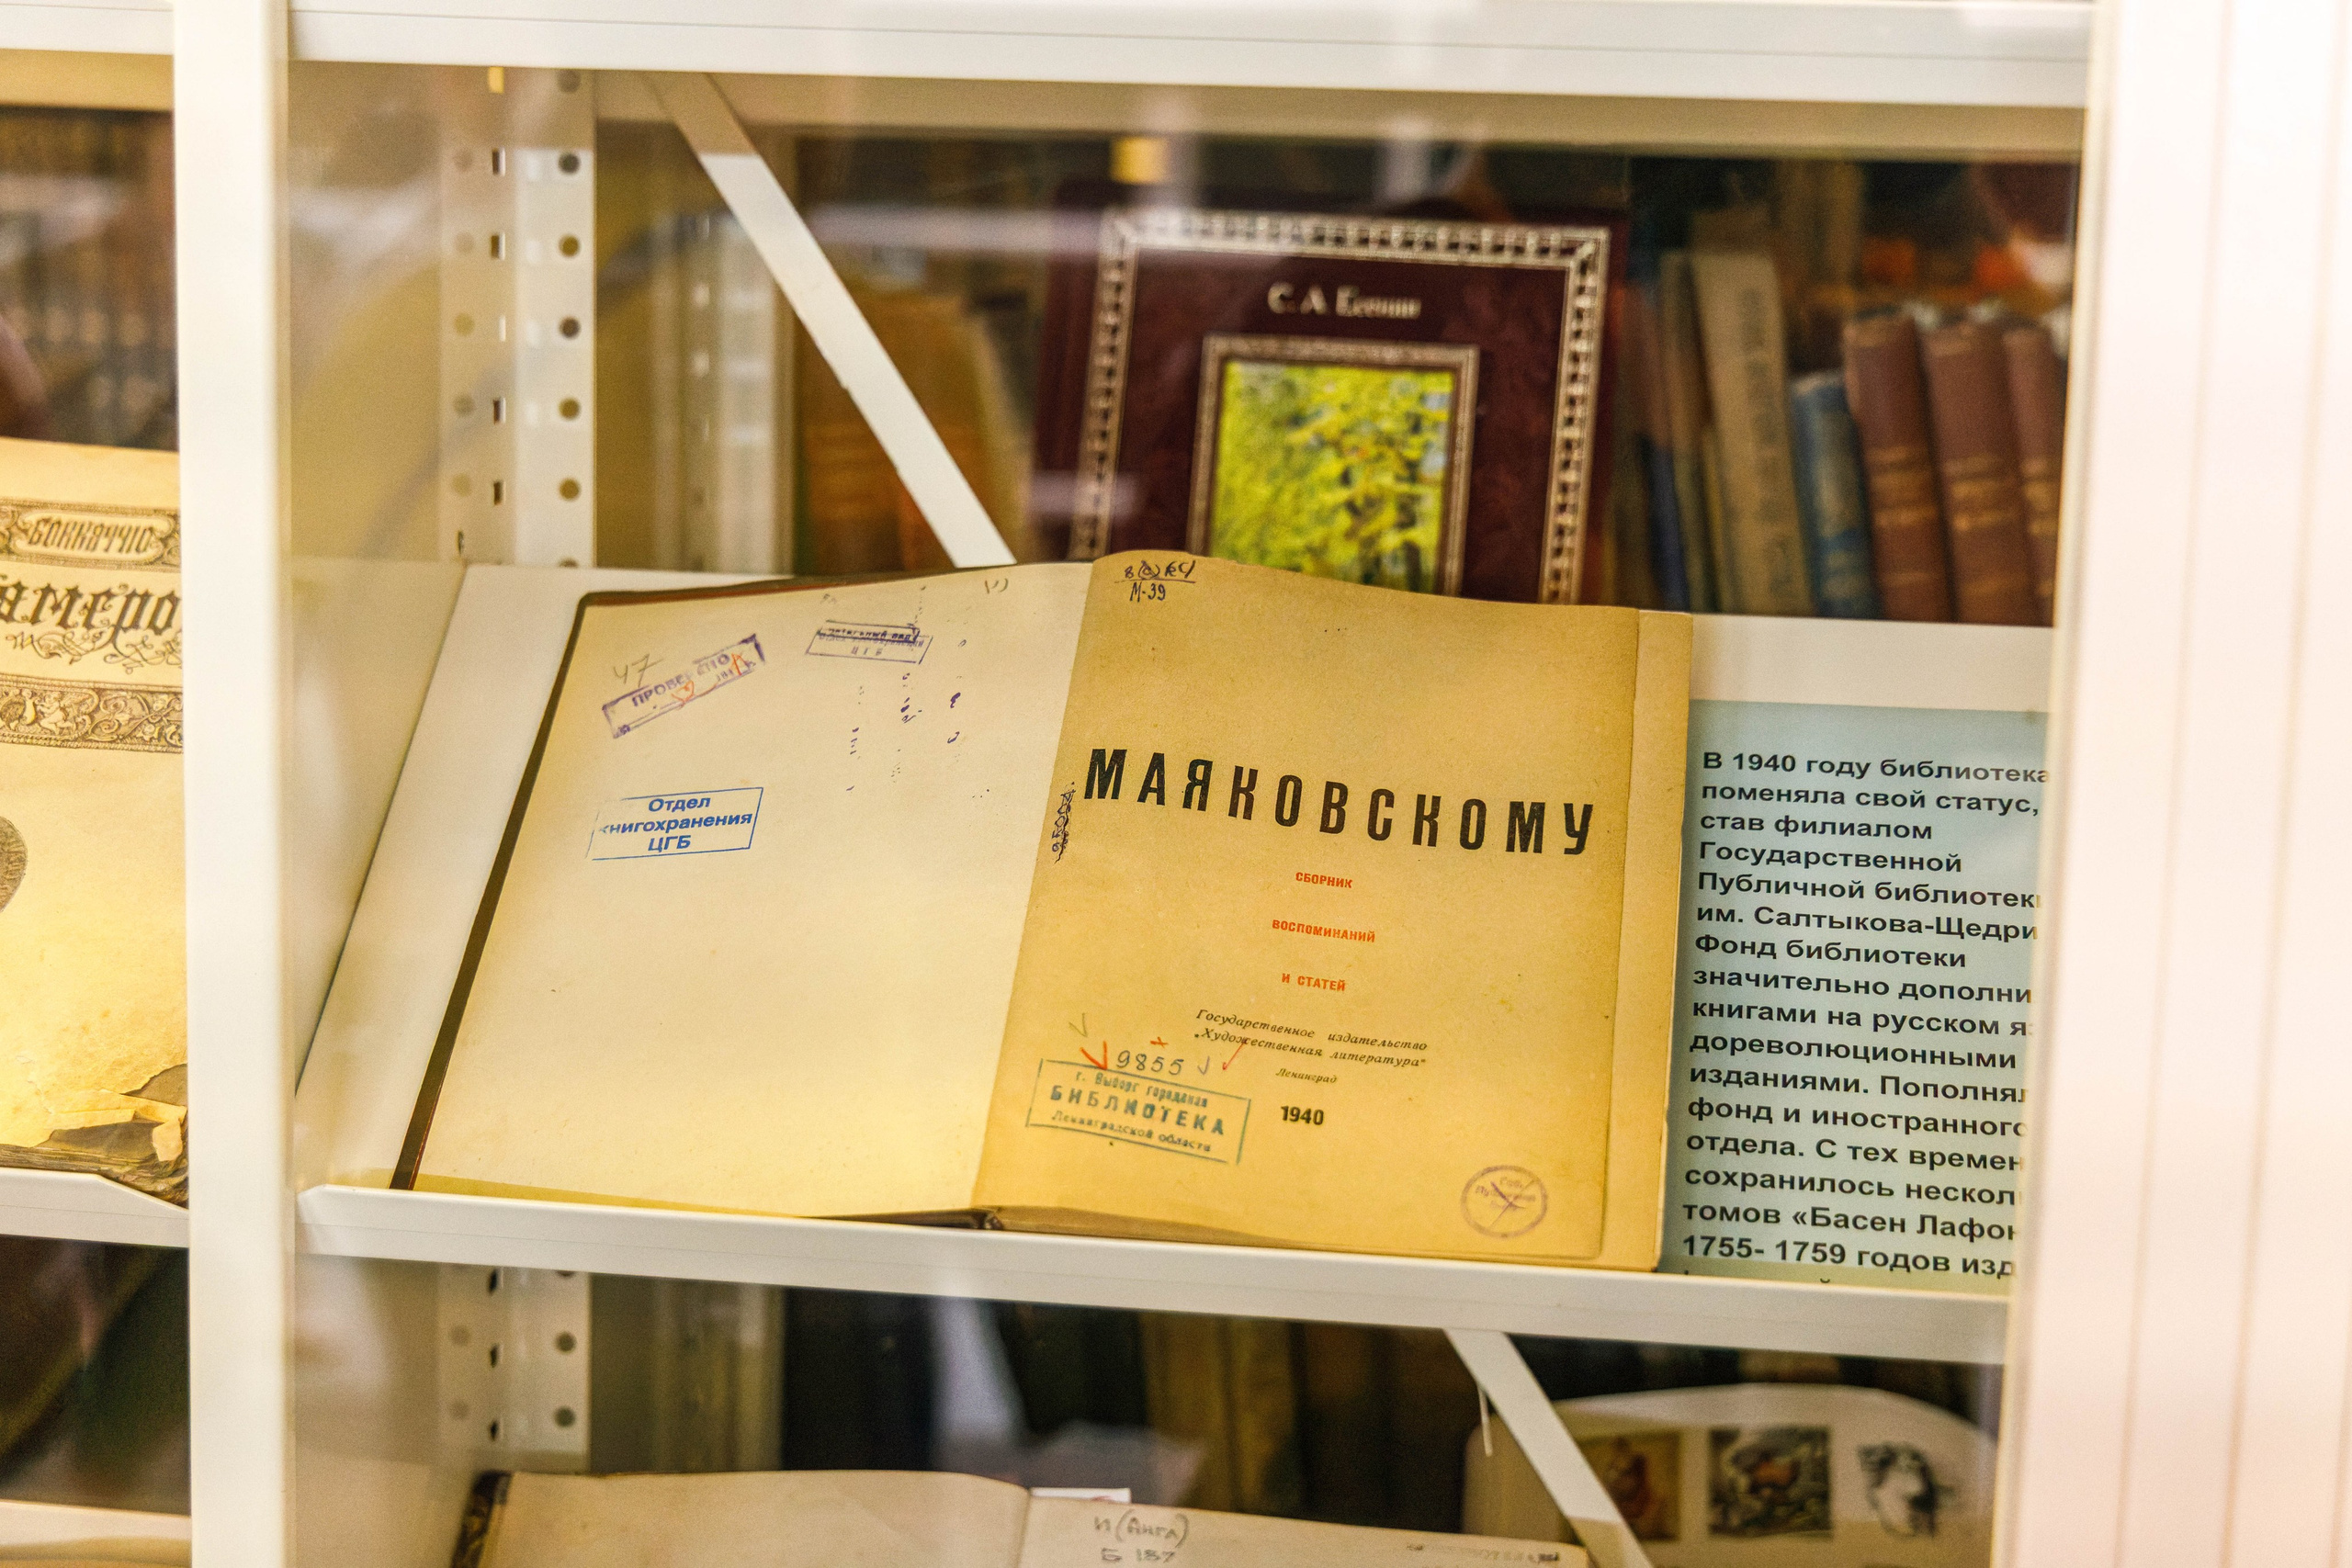 С. А. Есенин
БОККАЧЧІО
47
ПРОВЕРЕНО
ЦГБ
Отдел
книгохранения
ЦГБ
М-39
МАЯКОВСКОМУ
СБОРНИК
ВОСПОМИНАНИЙ
И СТАТЕЙ
Государственное издательство
„Художественная литература"
Ленинград
1940
9855
г. Выборг городская
БИБЛИОТЕКА
Ленинградской области
В 1940 году библиотека
поменяла свой статус,
став филиалом
Государственной
Публичной библиотеки
им. Салтыкова-Щедри
Фонд библиотеки
значительно дополни
книгами на русском я
дореволюционными
изданиями. Пополнял
фонд и иностранного
отдела. С тех времен
сохранилось нескол
томов «Басен Лафон
1755- 1759 годов изд
И (Англ)
Б 187